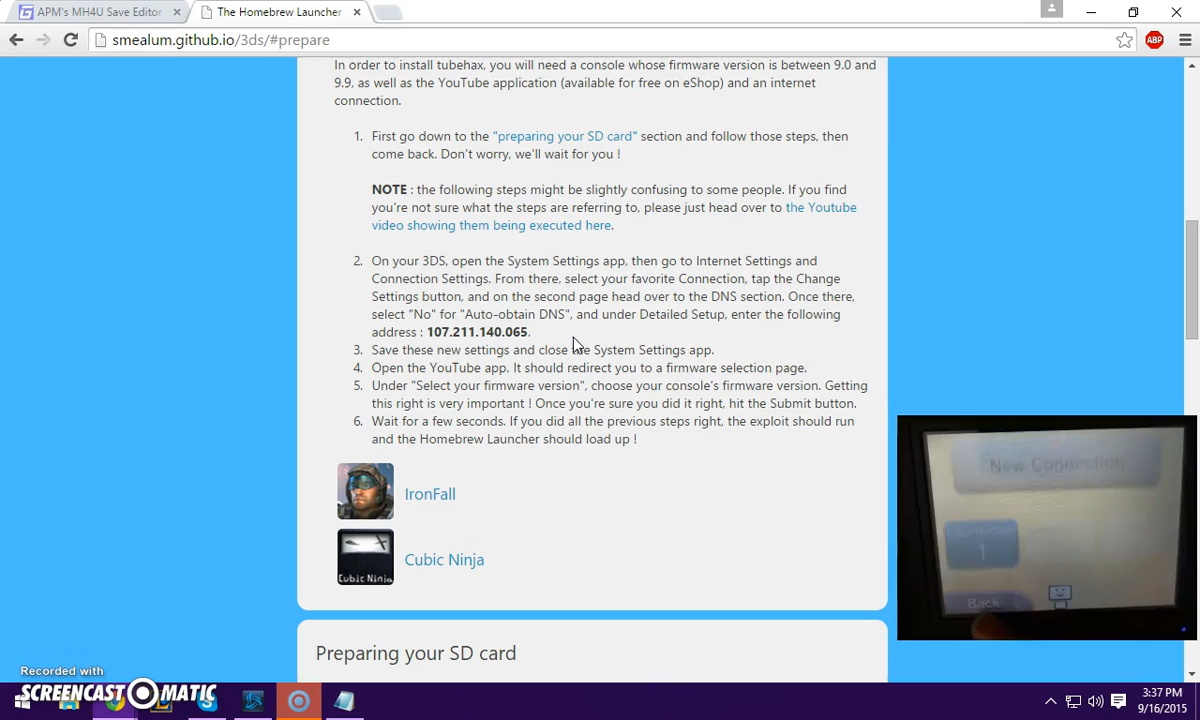 APM's MH4U Save Editor
The Homebrew Launcher
smealum.github.io/3ds/#prepare
ABP
In order to install tubehax, you will need a console whose firmware version is between 9.0 and
9.9, as well as the YouTube application (available for free on eShop) and an internet
connection.
1. First go down to the "preparing your SD card" section and follow those steps, then
come back. Don't worry, we'll wait for you !
NOTE : the following steps might be slightly confusing to some people. If you find
you're not sure what the steps are referring to, please just head over to the Youtube
video showing them being executed here.
2. On your 3DS, open the System Settings app, then go to Internet Settings and
Connection Settings. From there, select your favorite Connection, tap the Change
Settings button, and on the second page head over to the DNS section. Once there,
select "No" for "Auto-obtain DNS", and under Detailed Setup, enter the following
address : 107.211.140.065.
3. Save these new settings and close the System Settings app.
4. Open the YouTube app. It should redirect you to a firmware selection page.
5. Under "Select your firmware version", choose your console's firmware version. Getting
this right is very important ! Once you're sure you did it right, hit the Submit button.
6. Wait for a few seconds. If you did all the previous steps right, the exploit should run
and the Homebrew Launcher should load up !
IronFall
Cubic Ninja
Cubic Ninja
Preparing your SD card
New Connection
Connection
1
Back
Recorded with
SCREENCAST MATIC
3:37 PM
9/16/2015